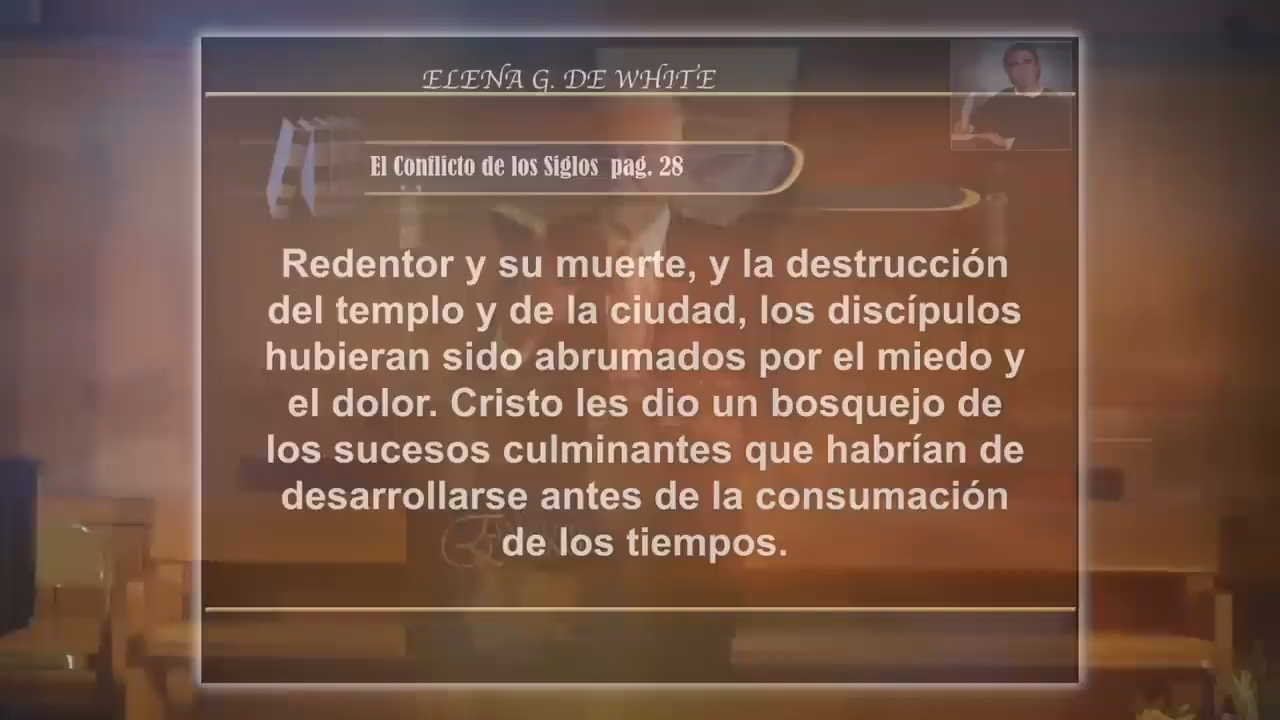 ELENA G. DE WHITE
El Conflicto de los Siglos pag. 28
Redentor y su muerte, y la destrucción
del templo y de la ciudad, los discípulos
hubieran sido abrumados por el miedo y
el dolor. Cristo les dio un bosquejo de
los sucesos culminantes que habrían de
desarrollarse antes de la consumación
de los tiempos.